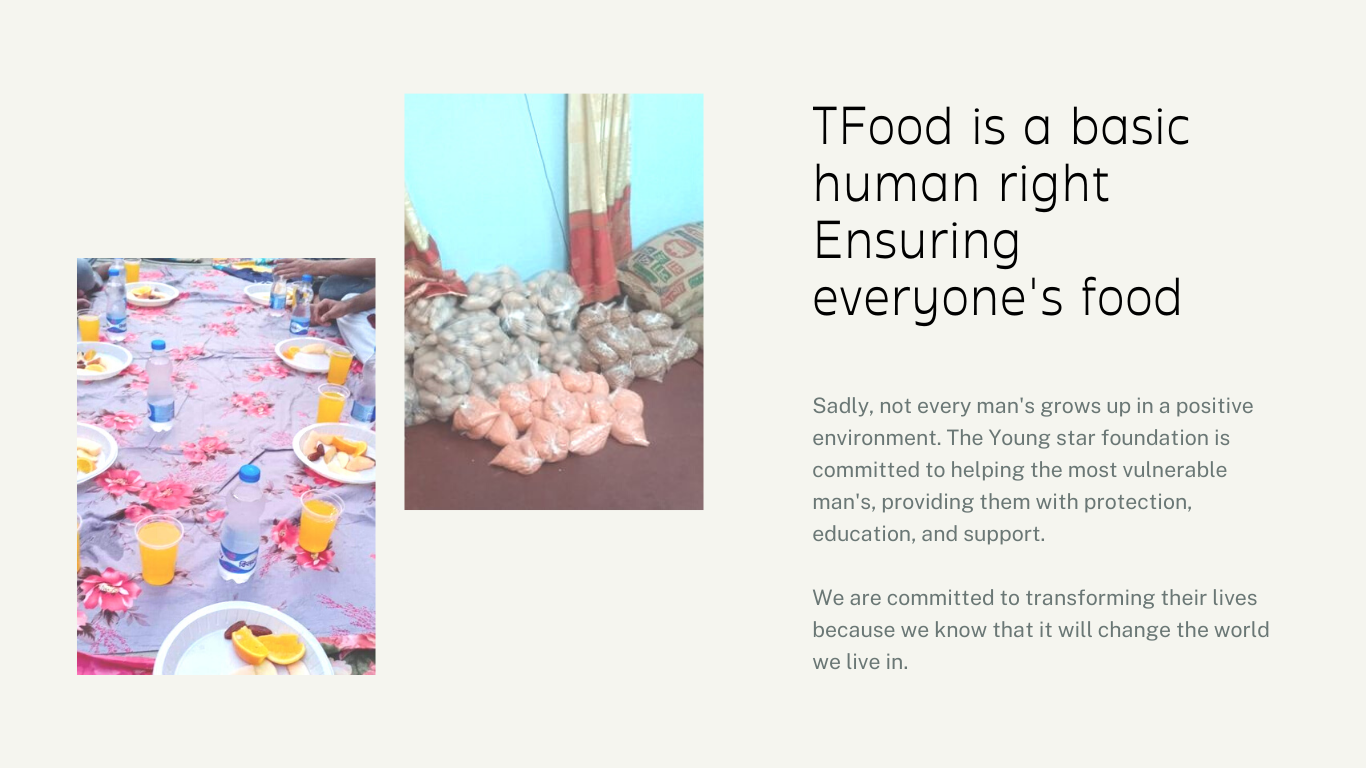 TFood is a basic
human right
Ensuring
everyone's food
Sadly, not every man's grows up in a positive
environment. The Young star foundation is
committed to helping the most vulnerable
man's, providing them with protection,
education, and support.
We are committed to transforming their lives
because we know that it will change the world
we live in.